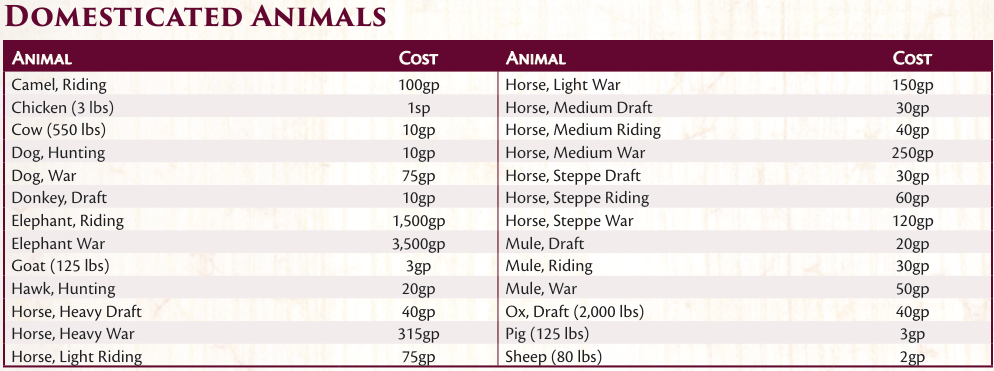 Domesticated Animals
Animal Cost Animal Cost
Camel, Riding 100gp Horse, Light War 150gp
Chicken (3 lbs) 1sp Horse, Medium Draft 30gp
Cow (550 lbs) 10gp Horse, Medium Riding 40gp
Dog, Hunting 10gp Horse, Medium War 250gp
Dog, War 75gp Horse, Steppe Draft 30gp
Donkey, Draft 10gp Horse, Steppe Riding 60gp
Elephant, Riding 1,500gp Horse, Steppe War 120gp
Elephant War 3,500gp Mule, Draft 20gp
Goat (125 lbs) 3gp Mule, Riding 30gp
Hawk, Hunting 20gp Mule, War 50gp
Horse, Heavy Draft 40gp Ox, Draft (2,000 lbs) 40gp
Horse, Heavy War 315gp Pig (125 lbs) 3gp
Horse, Light Riding 75gp Sheep (80 lbs) 2gp